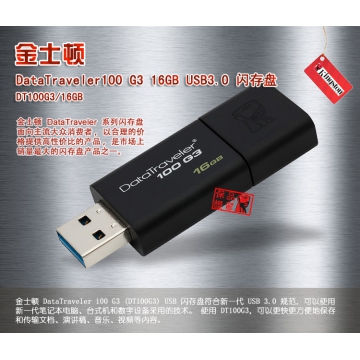 金士顿
DataTraveler100 G3 16GB USB3.0 闪存盘
DT100G3/16GB
Kingston
金士顿 DataTraveler 系列闪存盘
面向主流大众消费者，以合理的价
格提供高性价比的产品，是市场上
销量最大的闪存盘产品之一。
DataTraveler
100 G3
16GB
金士顿 DataTraveler 100 G3 (DT100G3) USB 闪存盘符合新一代 USB 3.0 规范，可以使用
新一代笔记本电脑、台式机和数字设备采用的技术。 使用 DT100G3，可以更快更方便地保存
和传输文档、演讲稿、音乐、视频等内容。